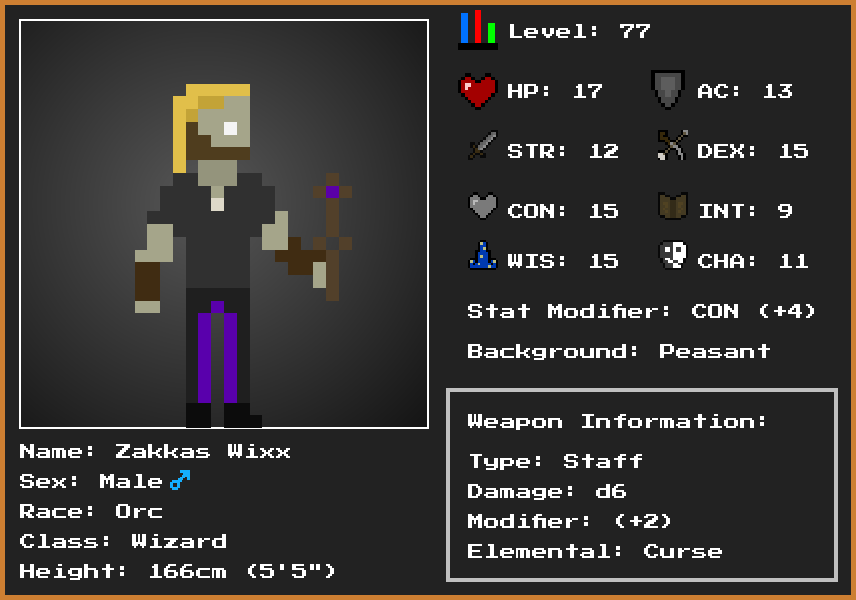 Level: 77
HP: 17
AC: 13
STR: 12
DEX: 15
CON: 15
INT: 9
WIS: 15
CHA: 11
Stat Modifier: CON (+4)
Background: Peasant
Weapon Information:
Type: Staff
Damage: d6
Modifier: (+2)
Elemental: Curse
Name: Zakkas Wixx
Sex: Male ♂
Race: Orc
Class: Wizard
Height: 166cm (5'5")